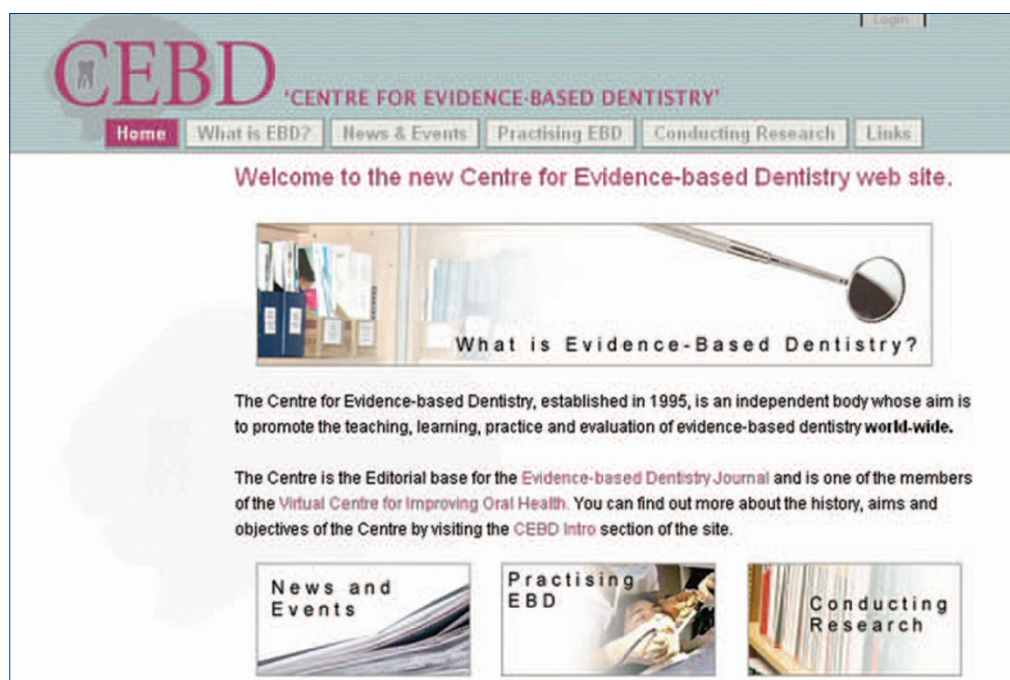 Login
CEBD 'CENTRE FOR EVIDENCE-BASED DENTISTRY'
Home What is EBD? News & Events Practising EBD Conducting Research Links
Welcome to the new Centre for Evidence-based Dentistry web site.
What is Evidence-Based Dentistry?
The Centre for Evidence-based Dentistry, established in 1995, is an independent body whose aim is
to promote the teaching, learning, practice and evaluation of evidence-based dentistry world-wide.
The Centre is the Editorial base for the Evidence-based Dentistry Journal and is one of the members
of the Virtual Centre for Improving Oral Health. You can find out more about the history, aims and
objectives of the Centre by visiting the CEBD Intro section of the site.
News and
Events
Practising
EBD
Conducting
Research